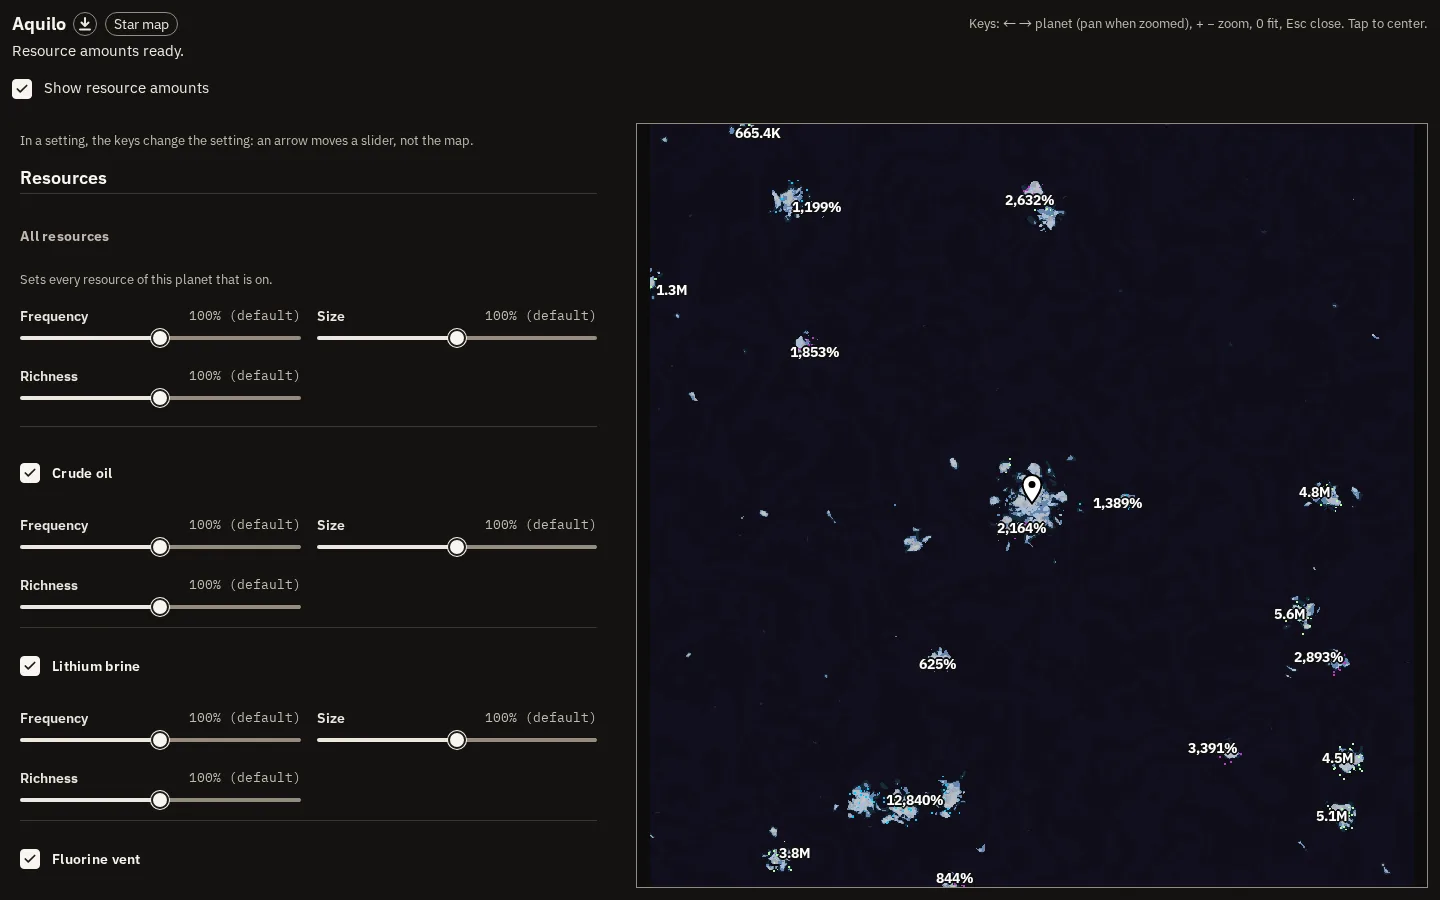 Aquilo
Star map
Keys: ←→ planet (pan when zoomed), + − zoom, 0 fit, Esc close. Tap to center.
Resource amounts ready.
Show resource amounts
In a setting, the keys change the setting: an arrow moves a slider, not the map.
Resources
All resources
Sets every resource of this planet that is on.
Frequency 100% (default)
Size 100% (default)
Richness 100% (default)
Crude oil
Frequency 100% (default)
Size 100% (default)
Richness 100% (default)
Lithium brine
Frequency 100% (default)
Size 100% (default)
Richness 100% (default)
Fluorine vent
665.4K
1,199%
2,632%
1.3M
1,853%
4.8M
1,389%
2,164%
5.6M
2,893%
625%
3,391%
4.5M
12,840%
5.1M
3.8M
844%